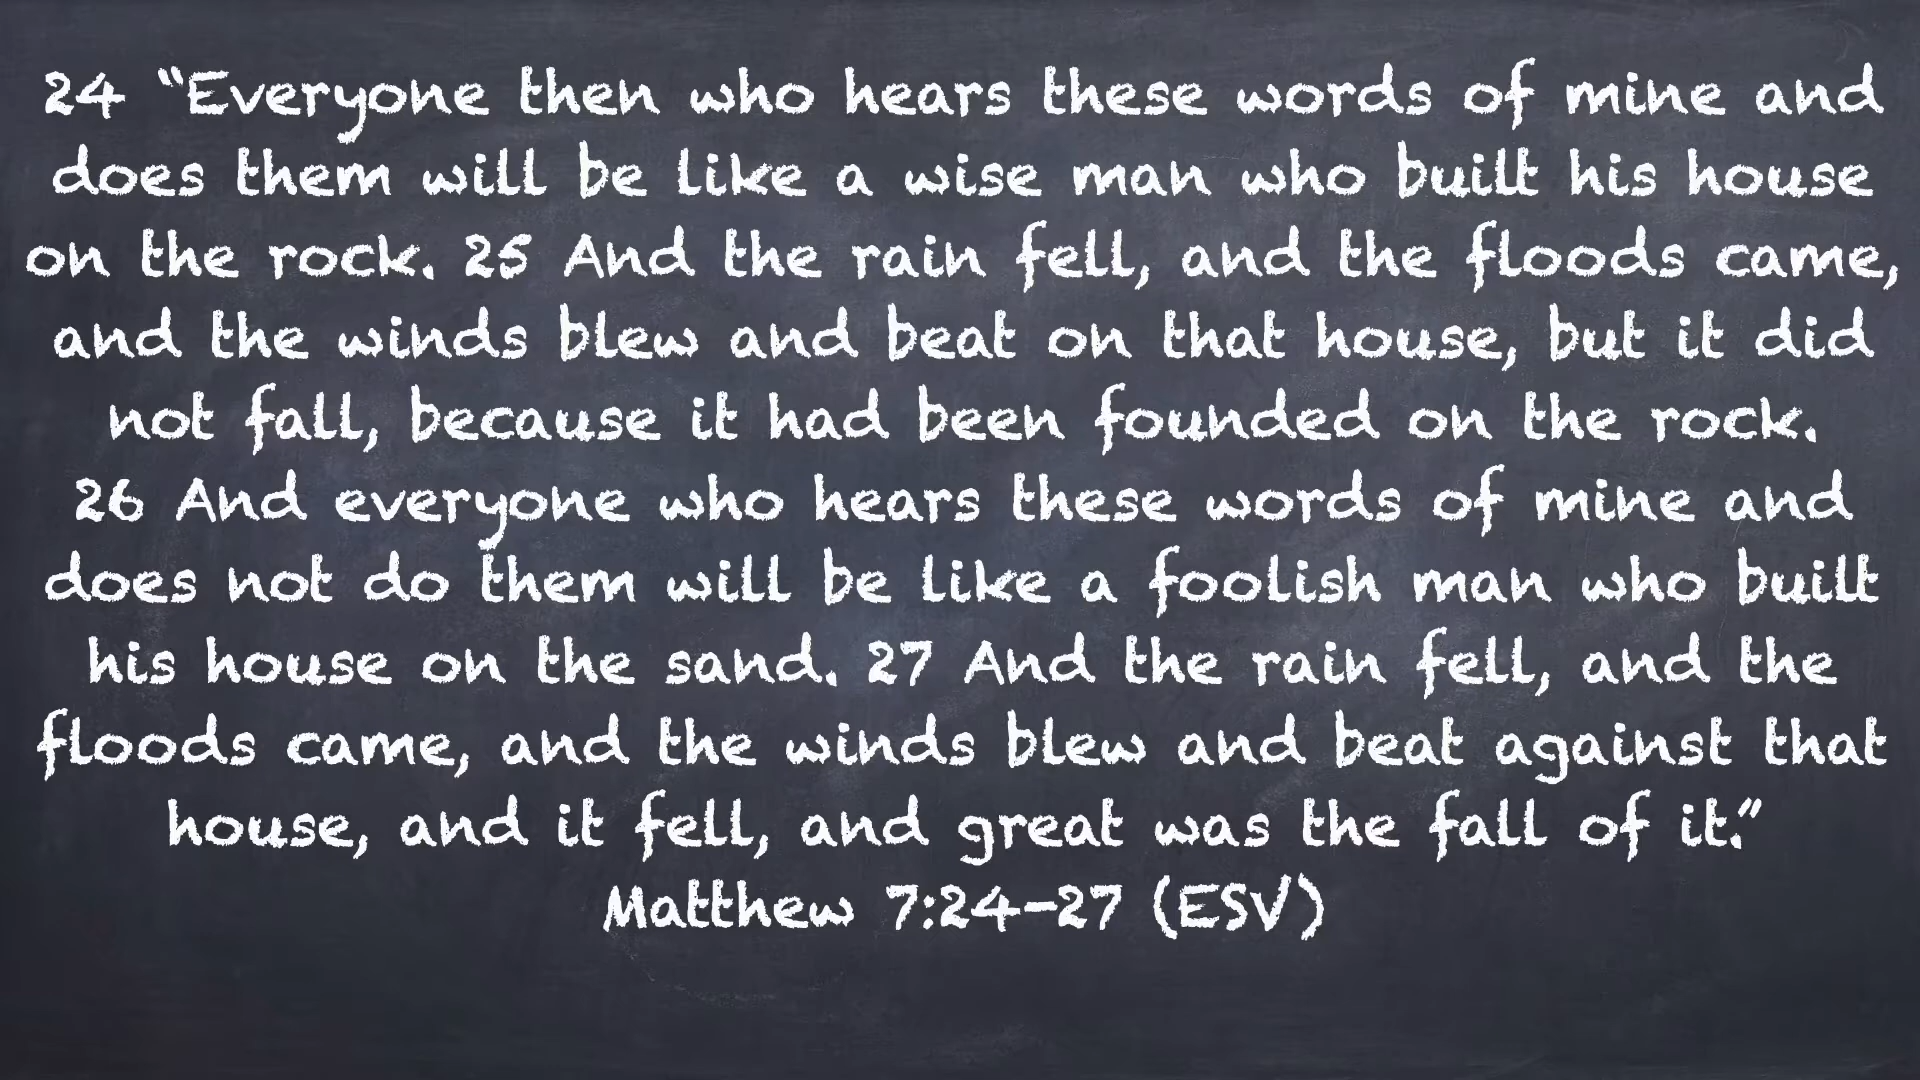 24 “Everyone then who hears these words of mine and
does them will be like a wise man who built his house
on the rock. 25 And the rain fell, and the floods came,
and the winds blew and beat on that house, but it did
not fall, because it had been founded on the rock.
26 And everyone who hears these words of mine and
does not do them will be like a foolish man who built
his house on the sand. 27 And the rain fell, and the
floods came, and the winds blew and beat against that
house, and it fell, and great was the fall of it.”
Matthew 7:24–27 (ESV)